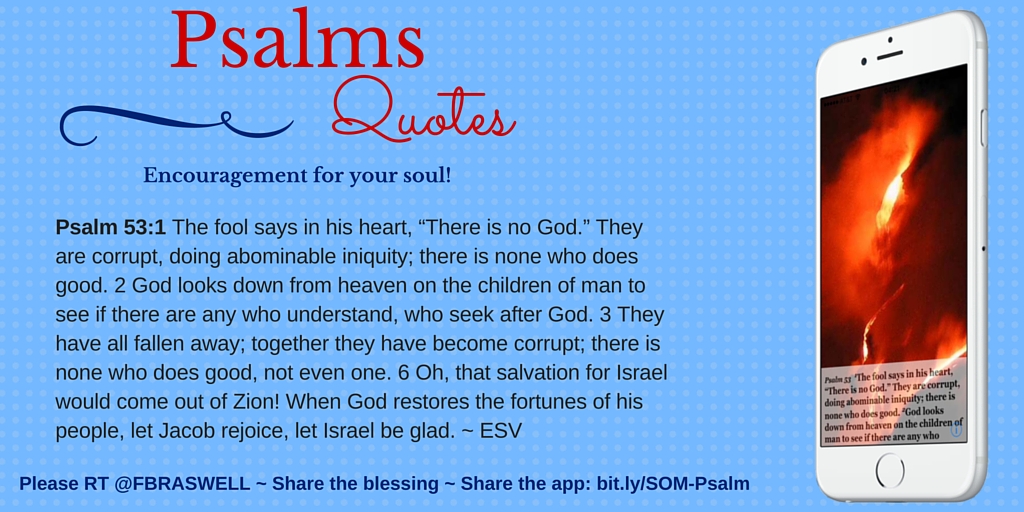 Psalms
Quotes
Encouragement for your soul!
Psalm 53:1 The fool says in his heart, “There is no God.” They
are corrupt, doing abominable iniquity; there is none who does
good. 2 God looks down from heaven on the children of man to
see if there are any who understand, who seek after God. 3 They
have all fallen away; together they have become corrupt; there is
none who does good, not even one. 6 Oh, that salvation for Israel
would come out of Zion! When God restores the fortunes of his
people, let Jacob rejoice, let Israel be glad. ~ ESV
Please RT @FBRASWELL ~ Share the blessing ~ Share the app: bit.ly/SOM-Psalm
Psalm 53 ¹The fool says in his heart,
“There is no God.” They are corrupt,
doing abominable iniquity; there is
none who does good. ²God looks
down from heaven on the children of
man to see if there are any who